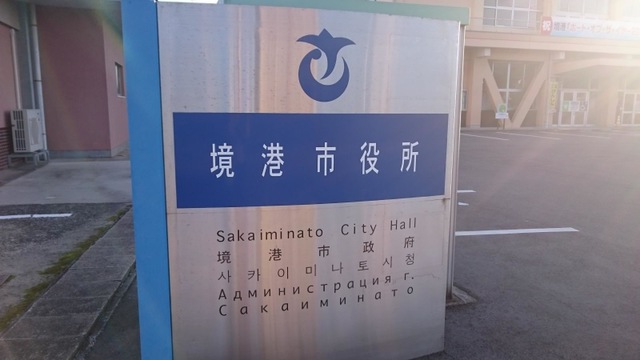 境港市役所
Sakaiminato City Hall
境港市政府
사카이미나토시청
Администрация г.
Сакаиминато